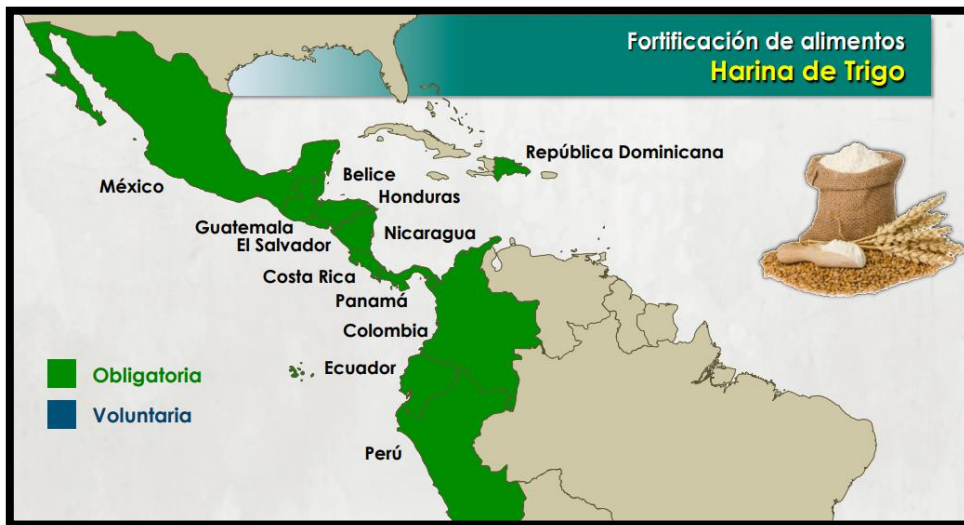 Fortificación de alimentos
Harina de Trigo
República Dominicana
México
Belice
Honduras
Guatemala
El Salvador
Nicaragua
Costa Rica
Panamá
Colombia
Ecuador
Perú
Obligatoria
Voluntaria